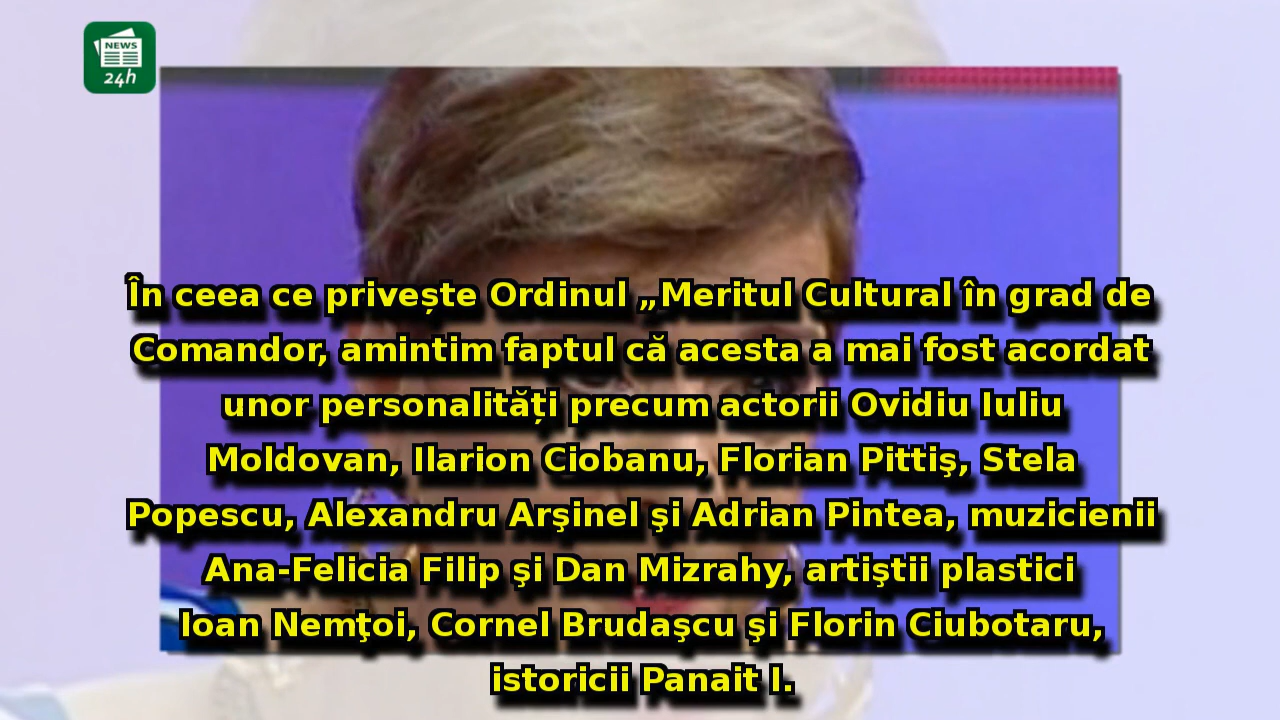 NEWS
24h
În ceea ce privește Ordinul „Meritul Cultural în grad de
Comandor, amintim faptul că acesta a mai fost acordat
unor personalități precum actorii Ovidiu Iuliu
Moldovan, Ilarion Ciobanu, Florian Pittiş, Stela
Popescu, Alexandru Arşinel şi Adrian Pintea, muzicienii
Ana-Felicia Filip şi Dan Mizrahy, artiştii plastici
Ioan Nemţoi, Cornel Brudaşcu şi Florin Ciubotaru,
istoricii Panait I.